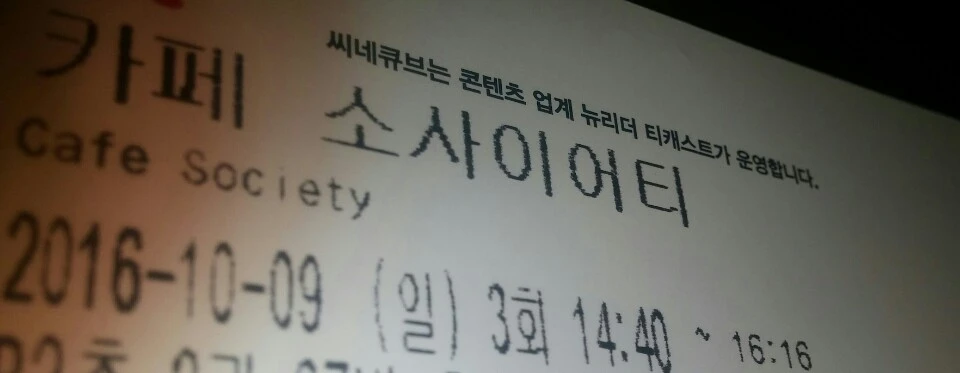 씨네큐브는 콘텐츠 업계 뉴리더 티캐스트가 운영합니다.
카페 소사이어티
Cafe Society
2016-10-09 (일) 3회 14:40 ~ 16:16